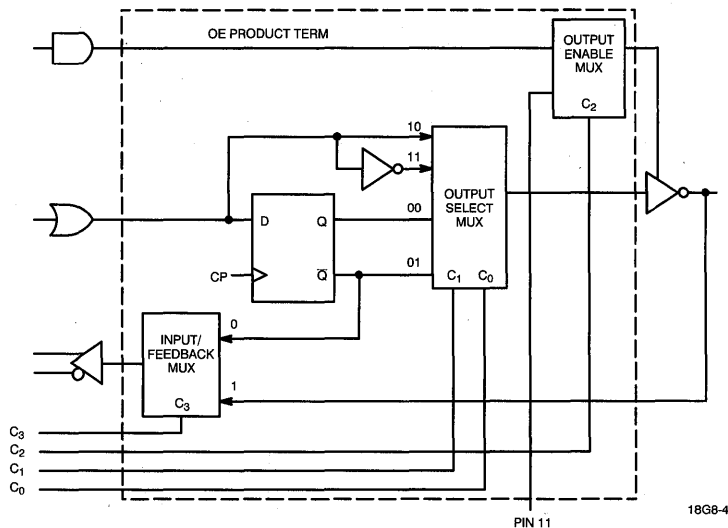 OE PRODUCT TERM
OUTPUT
ENABLE
MUX
C2
10
11
OUTPUT
SELECT
MUX
C1 C0
D Q
00
CP
Q̅
01
INPUT/
FEEDBACK
MUX
C3
0
1
C3
C2
C1
C0
PIN 11
18G8-4